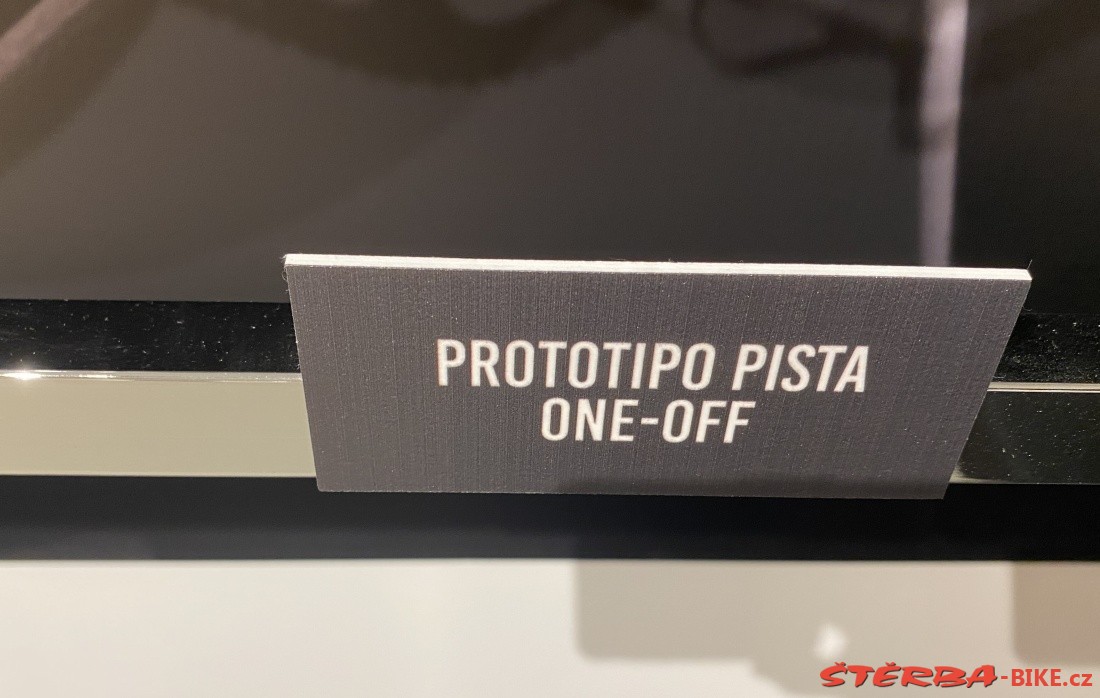 PROTOTIPO PISTA
ONE-OFF
ŠTĚRBA-BIKE.cz